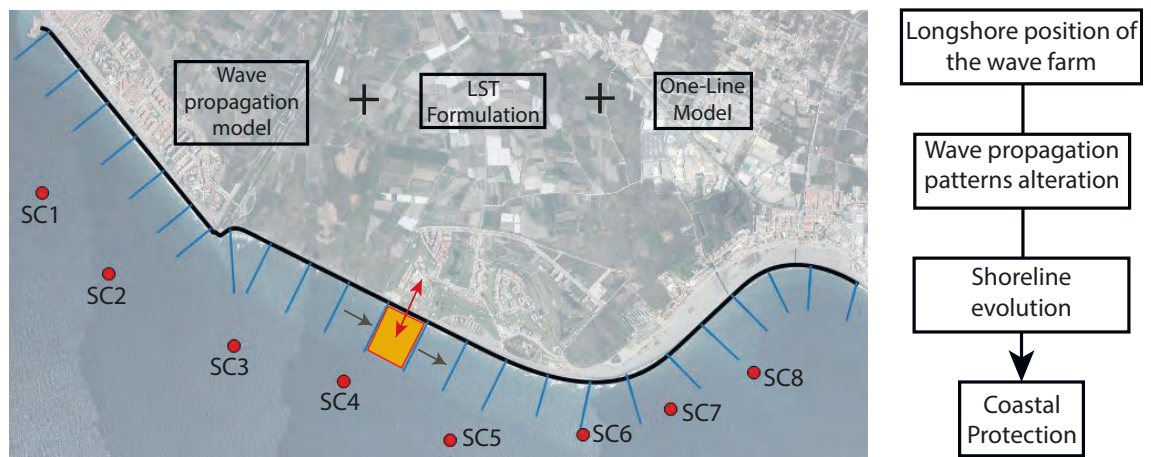 Wave
propagation
model
+
LST
Formulation
+
One-Line
Model
SC1
SC2
SC3
SC4
SC5
SC6
SC7
SC8
Longshore position of
the wave farm
Wave propagation
patterns alteration
Shoreline
evolution
Coastal
Protection